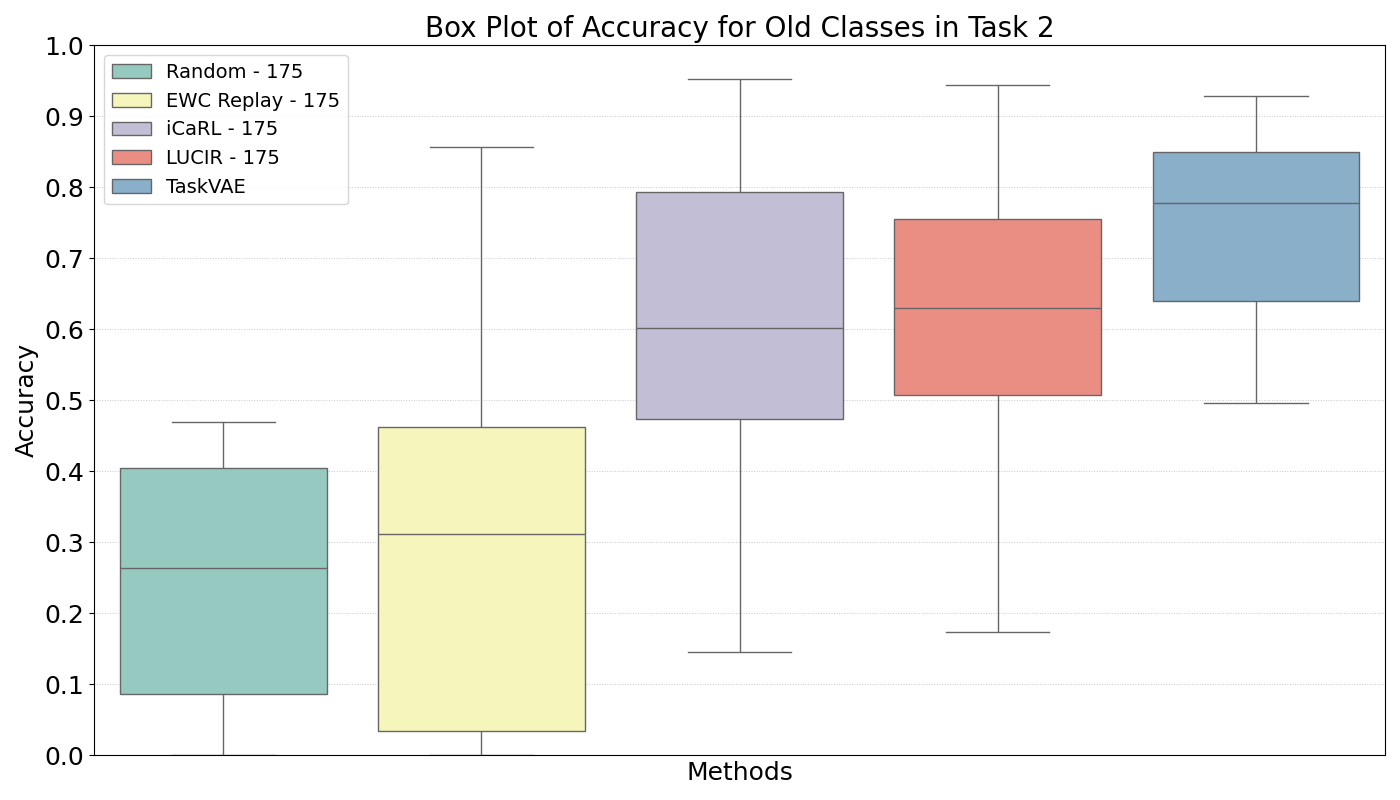 Box Plot of Accuracy for Old Classes in Task 2
1.0
0.9
0.8
0.7
0.6
0.5
0.4
0.3
0.2
0.1
0.0
Accuracy
Random - 175
EWC Replay - 175
iCaRL - 175
LUCIR - 175
TaskVAE
Methods